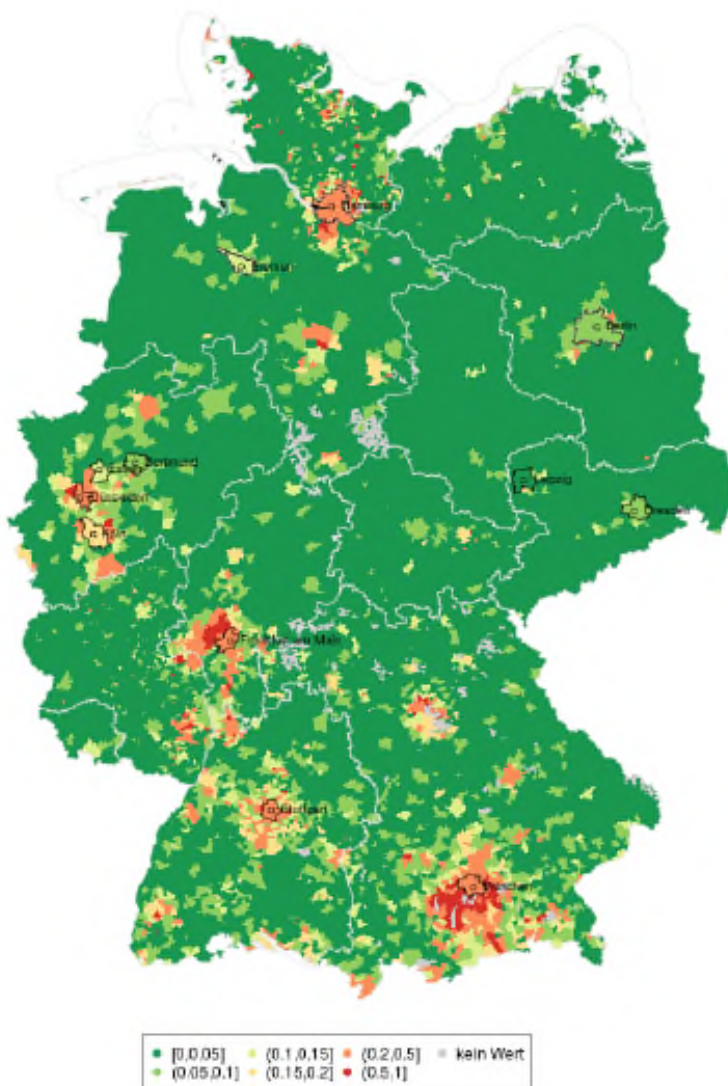 Hamburg
Bremen
Berlin
Dortmund
Leipzig
Dresden
Köln
Stuttgart
München
[0,0.05] (0.1,0.15] (0.2,0.5] kein Wert
(0.05,0.1] (0.15,0.2] (0.5,1]